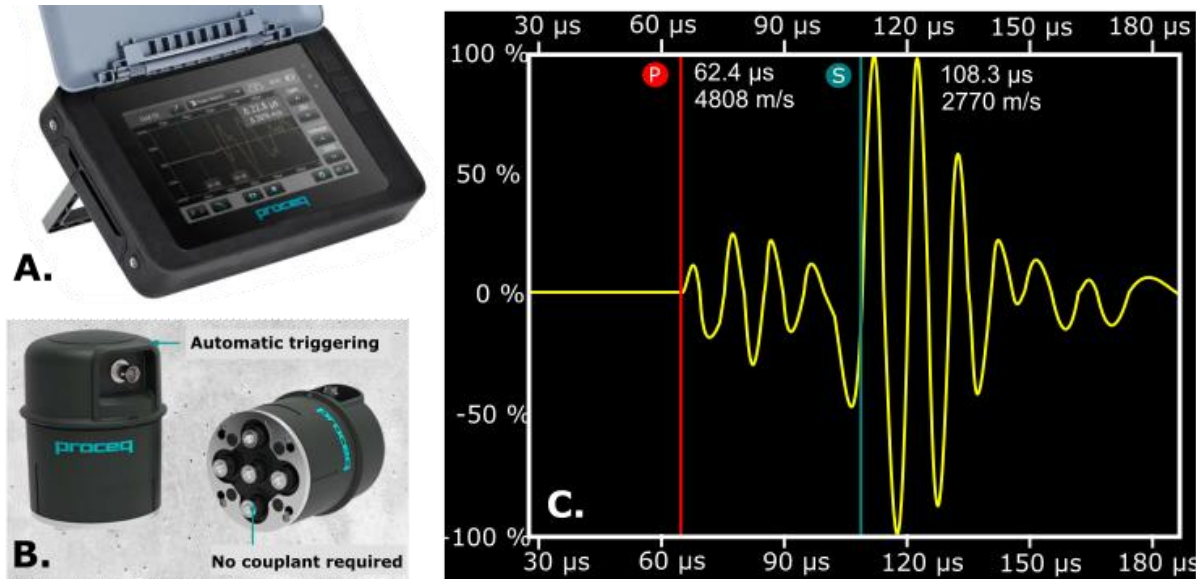 proceq
A.
Automatic triggering
proceq
proceq
No couplant required
B.
30 µs 60 µs 90 µs 120 µs 150 µs 180 µs
100 %
P
62.4 µs
4808 m/s
S
108.3 µs
2770 m/s
50 %
0 %
-50 %
-100 %
C.
30 µs 60 µs 90 µs 120 µs 150 µs 180 µs